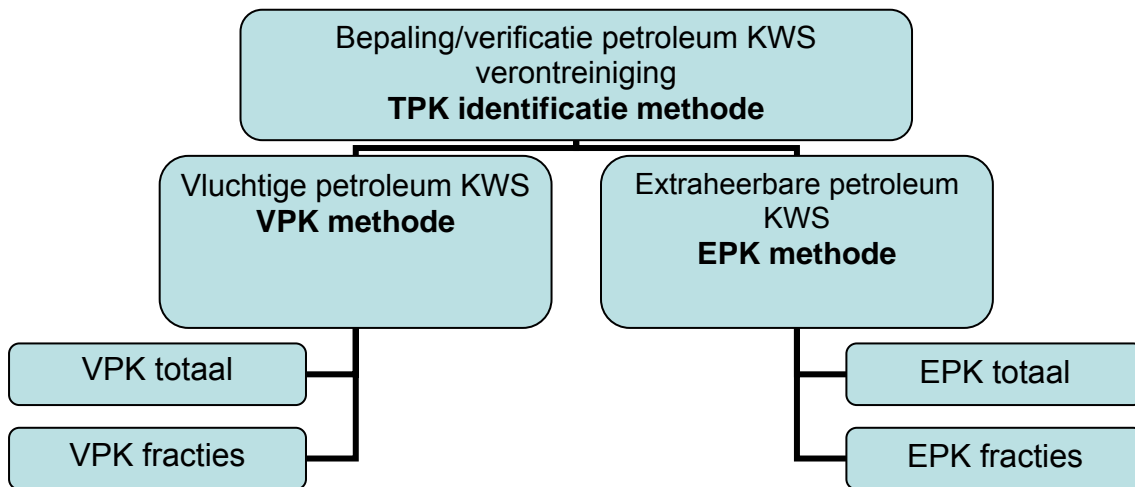 Bepaling/verificatie petroleum KWS
verontreiniging
TPK identificatie methode
Vluchtige petroleum KWS
VPK methode
Extraheerbare petroleum
KWS
EPK methode
VPK totaal
EPK totaal
VPK fracties
EPK fracties